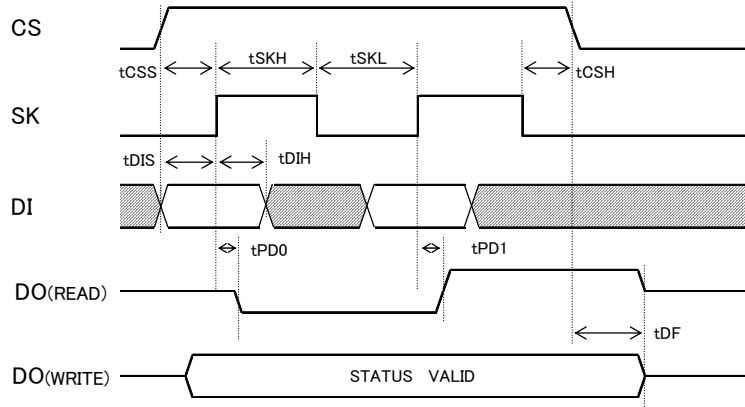 CS
tCSS
tSKH
tSKL
tCSH
SK
tDIS
tDIH
DI
tPD0
tPD1
DO(READ)
tDF
DO(WRITE)
STATUS VALID